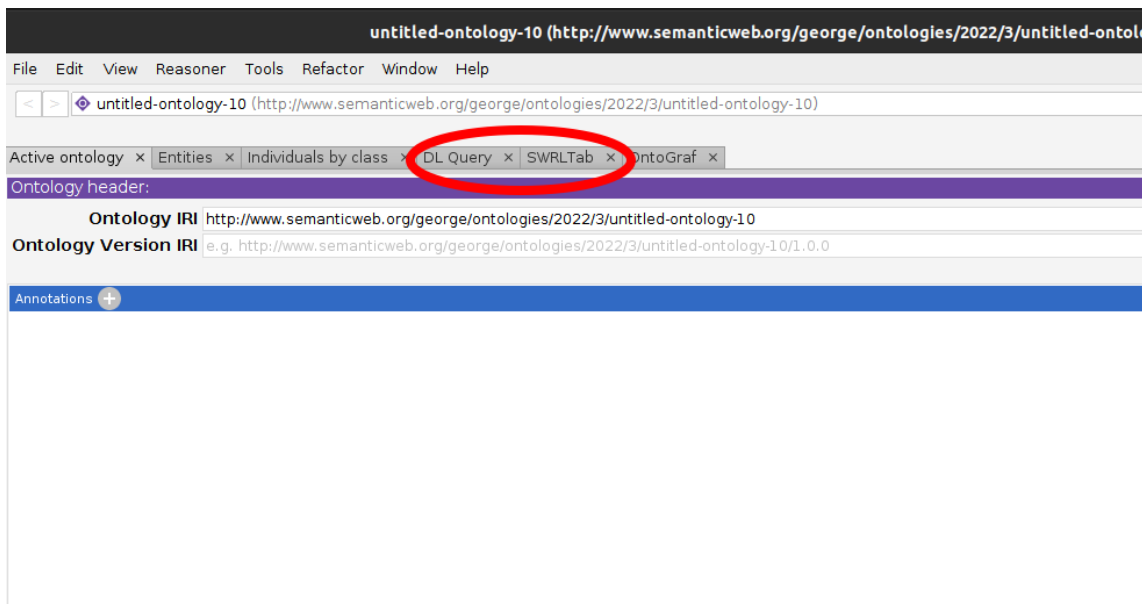 untitled-ontology-10 (http://www.semanticweb.org/george/ontologies/2022/3/untitled-ontol
File Edit View Reasoner Tools Refactor Window Help
< > untitled-ontology-10 (http://www.semanticweb.org/george/ontologies/2022/3/untitled-ontology-10)
Active ontology × Entities × Individuals by class × DL Query × SWRLTab × OntoGraf ×
Ontology header:
Ontology IRI http://www.semanticweb.org/george/ontologies/2022/3/untitled-ontology-10
Ontology Version IRI e.g. http://www.semanticweb.org/george/ontologies/2022/3/untitled-ontology-10/1.0.0
Annotations +